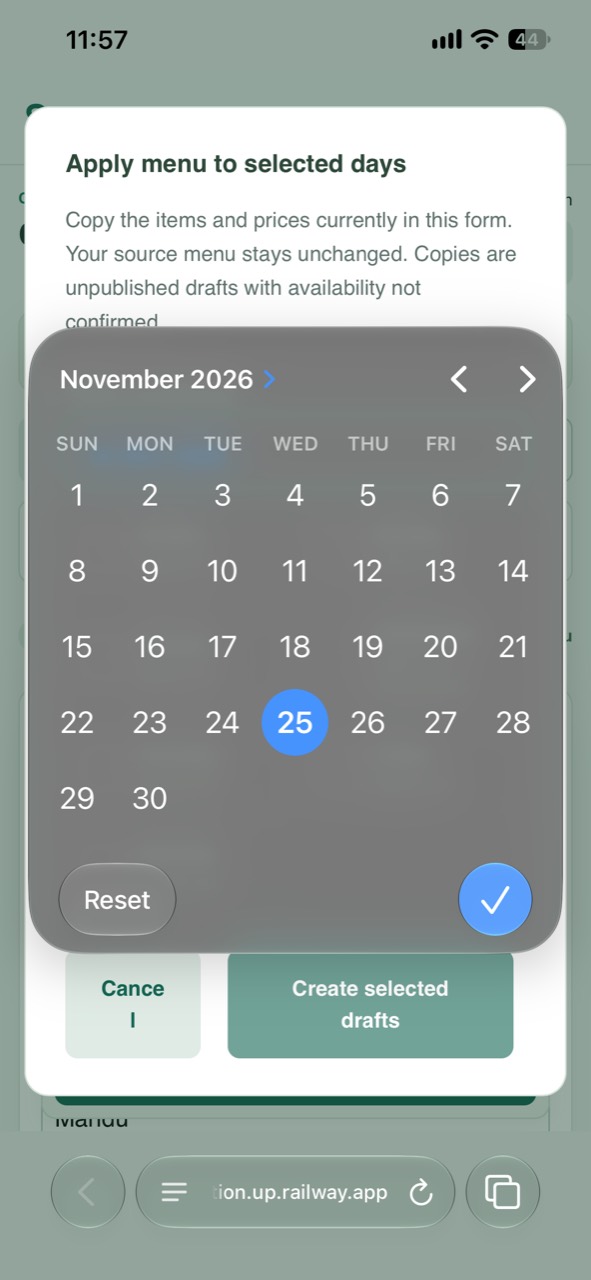 11:57
44
Apply menu to selected days
Copy the items and prices currently in this form.
Your source menu stays unchanged. Copies are
unpublished drafts with availability not
confirmed
November 2026
SUN MON TUE WED THU FRI SAT
1 2 3 4 5 6 7
8 9 10 11 12 13 14
15 16 17 18 19 20 21
22 23 24 25 26 27 28
29 30
Reset
Cance
l
Create selected
drafts
Mandu
ion.up.railway.app